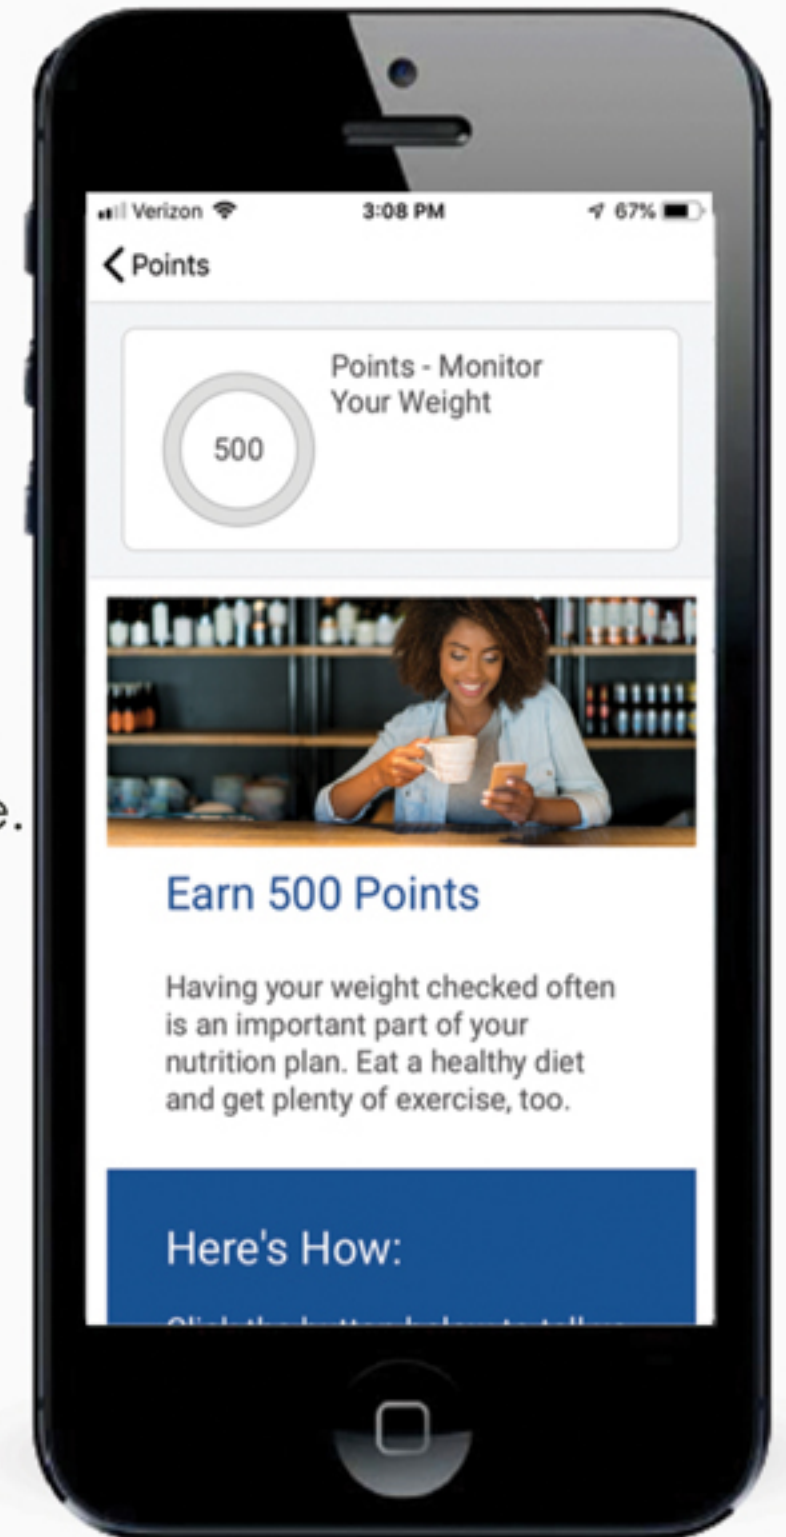 Verizon 3:08 PM 67%
Points
Points - Monitor
Your Weight
500
e.
Earn 500 Points
Having your weight checked often
is an important part of your
nutrition plan. Eat a healthy diet
and get plenty of exercise, too.
Here's How: